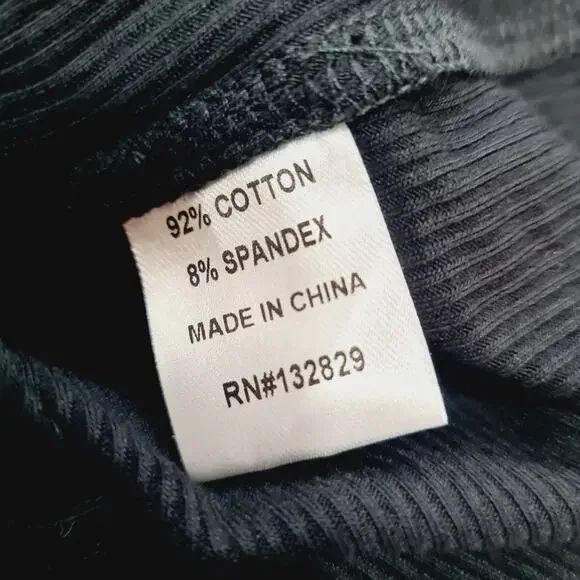 92% COTTON
8% SPANDEX
MADE IN CHINA
RN#132829